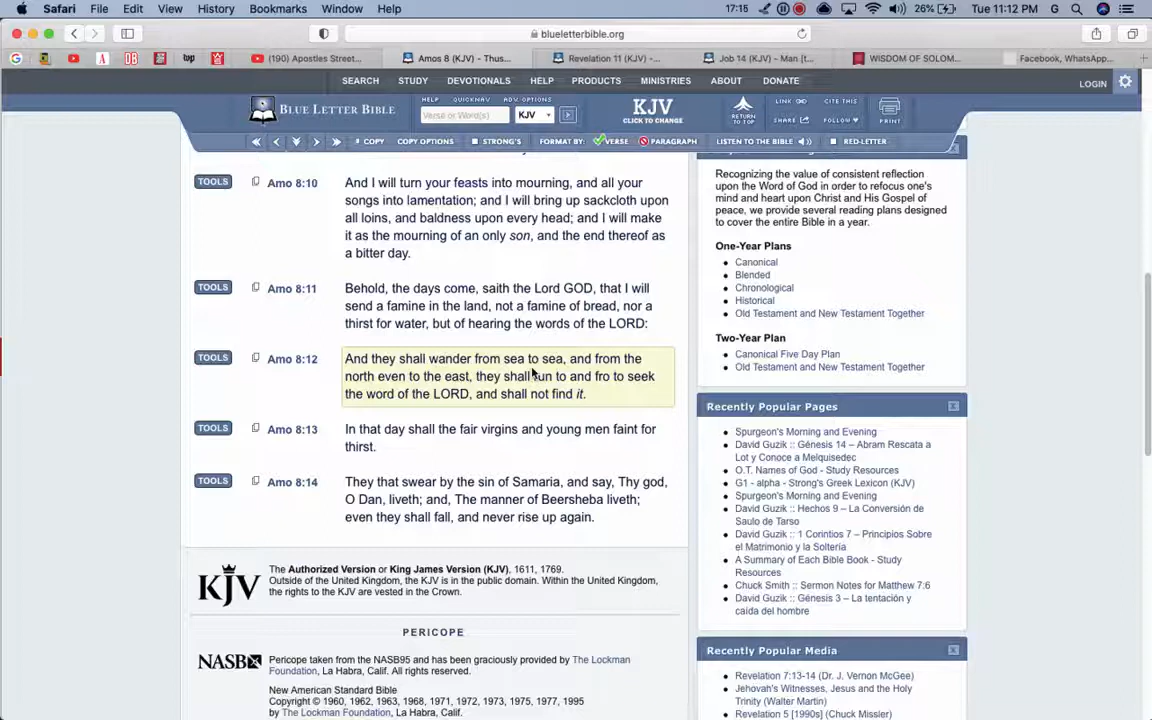 Safari File Edit View History Bookmarks Window Help
17:15 26% Tue 11:12 PM G
blueletterbible.org
(190) Apostles Street...
Amos 8 (KJV) - Thus...
Revelation 11 (KJV) -...
Job 14 (KJV) - Man [t...
WISDOM OF SOLOM...
Facebook, WhatsApp...
SEARCH STUDY DEVOTIONALS HELP PRODUCTS MINISTRIES ABOUT DONATE
LOGIN
BLUE LETTER BIBLE
HELP QUICKNAV ADV. OPTIONS
Verse or Word(s) KJV
KJV
CLICK TO CHANGE
RETURN
TO TOP
LINK CITE THIS
SHARE FOLLOW
PRINT
COPY COPY OPTIONS STRONG'S FORMAT BY: VERSE PARAGRAPH LISTEN TO THE BIBLE RED-LETTER
TOOLS Amo 8:10 And I will turn your feasts into mourning, and all your
songs into lamentation; and I will bring up sackcloth upon
all loins, and baldness upon every head; and I will make
it as the mourning of an only son, and the end thereof as
a bitter day.
TOOLS Amo 8:11 Behold, the days come, saith the Lord GOD, that I will
send a famine in the land, not a famine of bread, nor a
thirst for water, but of hearing the words of the LORD:
TOOLS Amo 8:12 And they shall wander from sea to sea, and from the
north even to the east, they shall run to and fro to seek
the word of the LORD, and shall not find it.
TOOLS Amo 8:13 In that day shall the fair virgins and young men faint for
thirst.
TOOLS Amo 8:14 They that swear by the sin of Samaria, and say, Thy god,
O Dan, liveth; and, The manner of Beersheba liveth;
even they shall fall, and never rise up again.
KJV
The Authorized Version or King James Version (KJV), 1611, 1769.
Outside of the United Kingdom, the KJV is in the public domain. Within the United Kingdom,
the rights to the KJV are vested in the Crown.
PERICOPE
NASB
Pericope taken from the NASB95 and has been graciously provided by The Lockman
Foundation, La Habra, Calif. All rights reserved.
New American Standard Bible
Copyright © 1960, 1962, 1963, 1968, 1971, 1972, 1973, 1975, 1977, 1995
by The Lockman Foundation, La Habra, Calif.
Recognizing the value of consistent reflection
upon the Word of God in order to refocus one's
mind and heart upon Christ and His Gospel of
peace, we provide several reading plans designed
to cover the entire Bible in a year.
One-Year Plans
Canonical
Blended
Chronological
Historical
Old Testament and New Testament Together
Two-Year Plan
Canonical Five Day Plan
Old Testament and New Testament Together
Recently Popular Pages
Spurgeon's Morning and Evening
David Guzik :: Génesis 14 – Abram Rescata a
Lot y Conoce a Melquisedec
O.T. Names of God - Study Resources
G1 - alpha - Strong's Greek Lexicon (KJV)
Spurgeon's Morning and Evening
David Guzik :: Hechos 9 – La Conversión de
Saulo de Tarso
David Guzik :: 1 Corintios 7 – Principios Sobre
el Matrimonio y la Soltería
A Summary of Each Bible Book - Study
Resources
Chuck Smith :: Sermon Notes for Matthew 7:6
David Guzik :: Génesis 3 – La tentación y
caída del hombre
Recently Popular Media
Revelation 7:13-14 (Dr. J. Vernon McGee)
Jehovah's Witnesses, Jesus and the Holy
Trinity (Walter Martin)
Revelation 5 [1990s] (Chuck Missler)